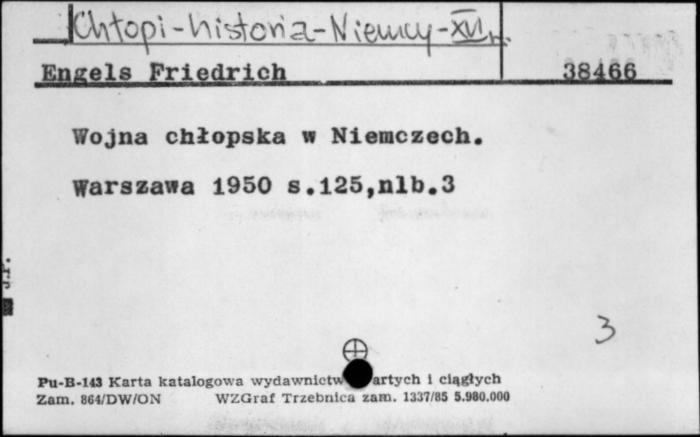 Chłopi-historia-Niemcy-XVI w.
Engels Friedrich 38466
Wojna chłopska w Niemczech.
Warszawa 1950 s.125,nlb.3
J.P.
3
Pu-B-143 Karta katalogowa wydawnictw artych i ciągłych
Zam. 864/DW/ON WZGraf Trzebnica zam. 1337/85 5.980.000